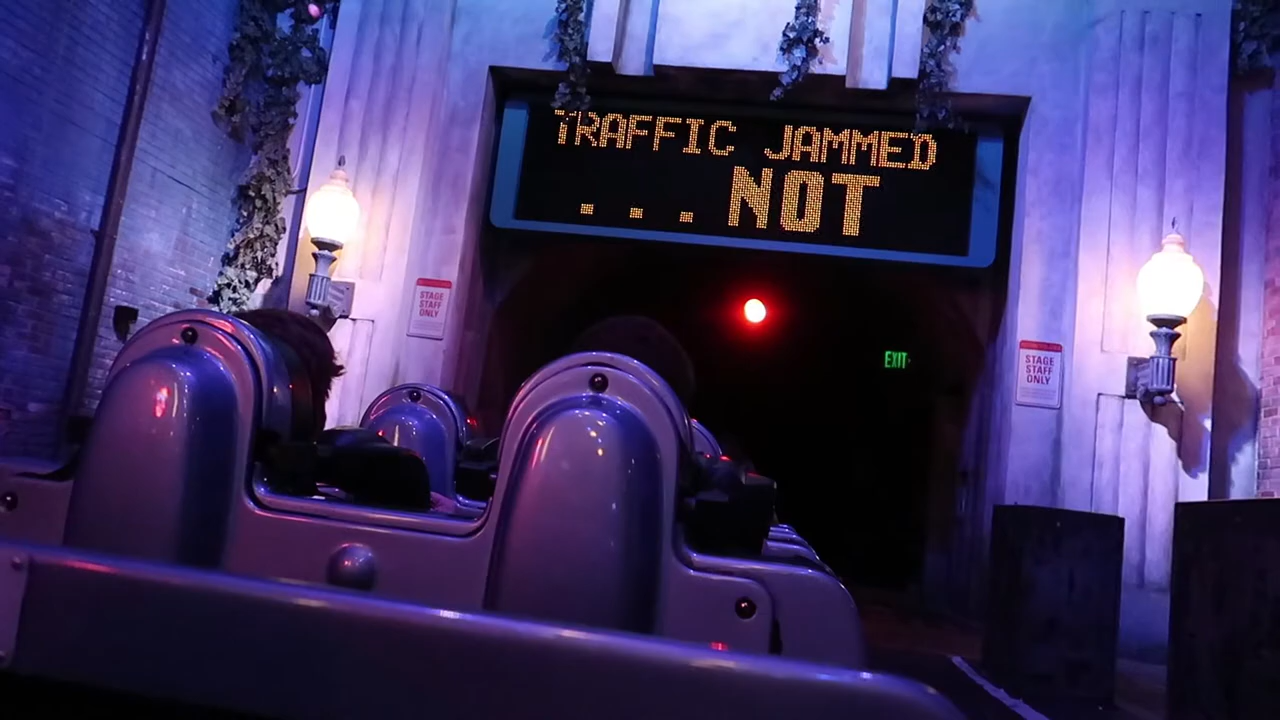 TRAFFIC JAMMED
...NOT
STAGE
STAFF
ONLY
EXIT
STAGE
STAFF
ONLY